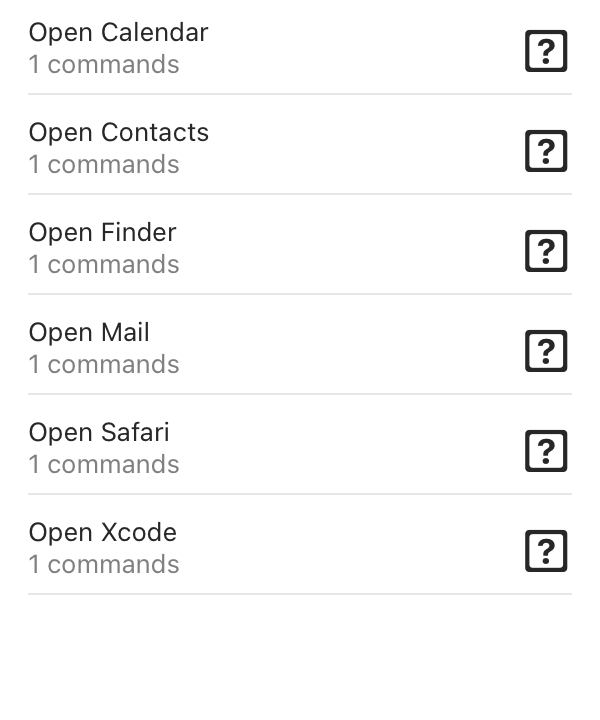 Open Calendar
1 commands
?
Open Contacts
1 commands
?
Open Finder
1 commands
?
Open Mail
1 commands
?
Open Safari
1 commands
?
Open Xcode
1 commands
?